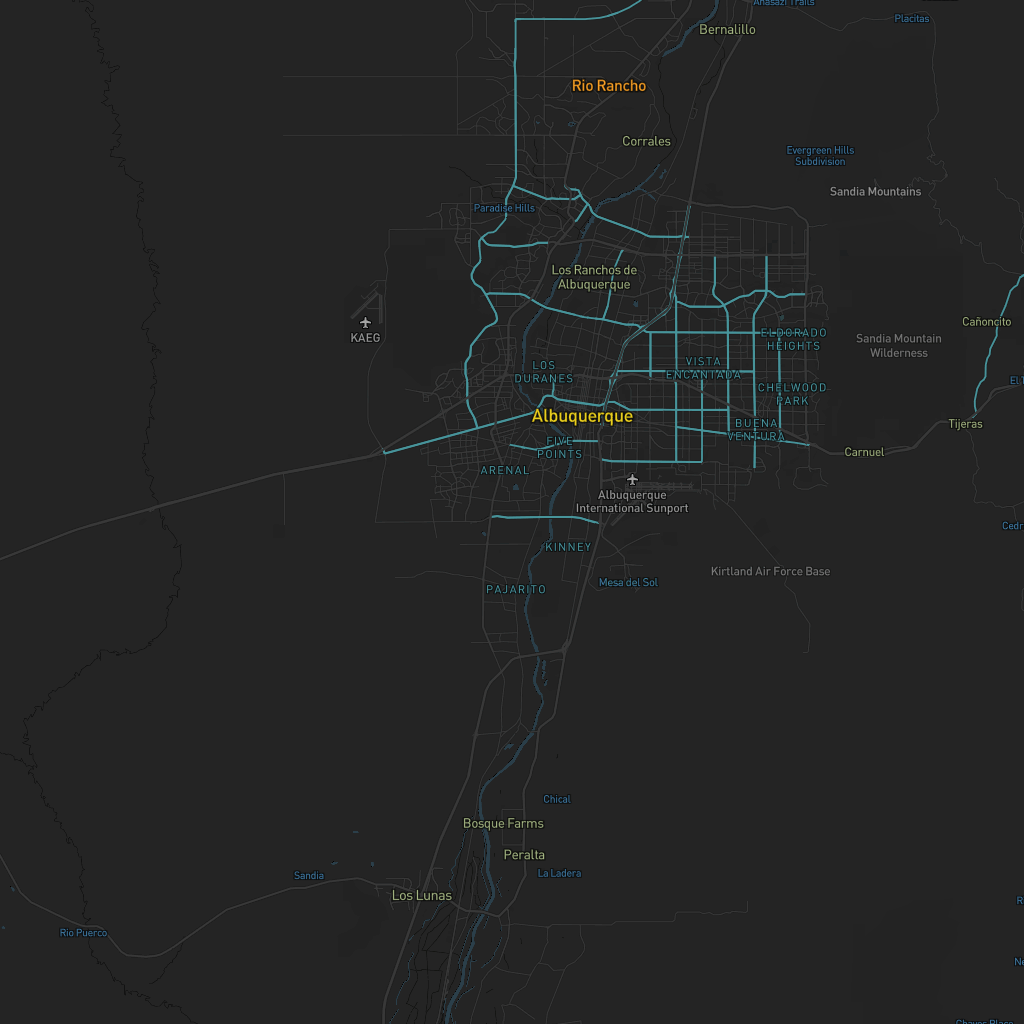 Anasazi Trails
Placitas
Bernalillo
Rio Rancho
Corrales
Evergreen Hills
Subdivision
Sandia Mountains
Paradise Hills
Los Ranchos de
Albuquerque
Cañoncito
KAEG
ELDORADO
HEIGHTS
Sandia Mountain
Wilderness
LOS
DURANES
VISTA
ENCANTADA
CHELWOOD
PARK
Albuquerque
BUENA
VENTURA
Tijeras
FIVE
POINTS
Carnuel
ARENAL
Albuquerque
International Sunport
KINNEY
Kirtland Air Force Base
PAJARITO
Mesa del Sol
Chical
Bosque Farms
Peralta
Sandia
La Ladera
Los Lunas
Rio Puerco